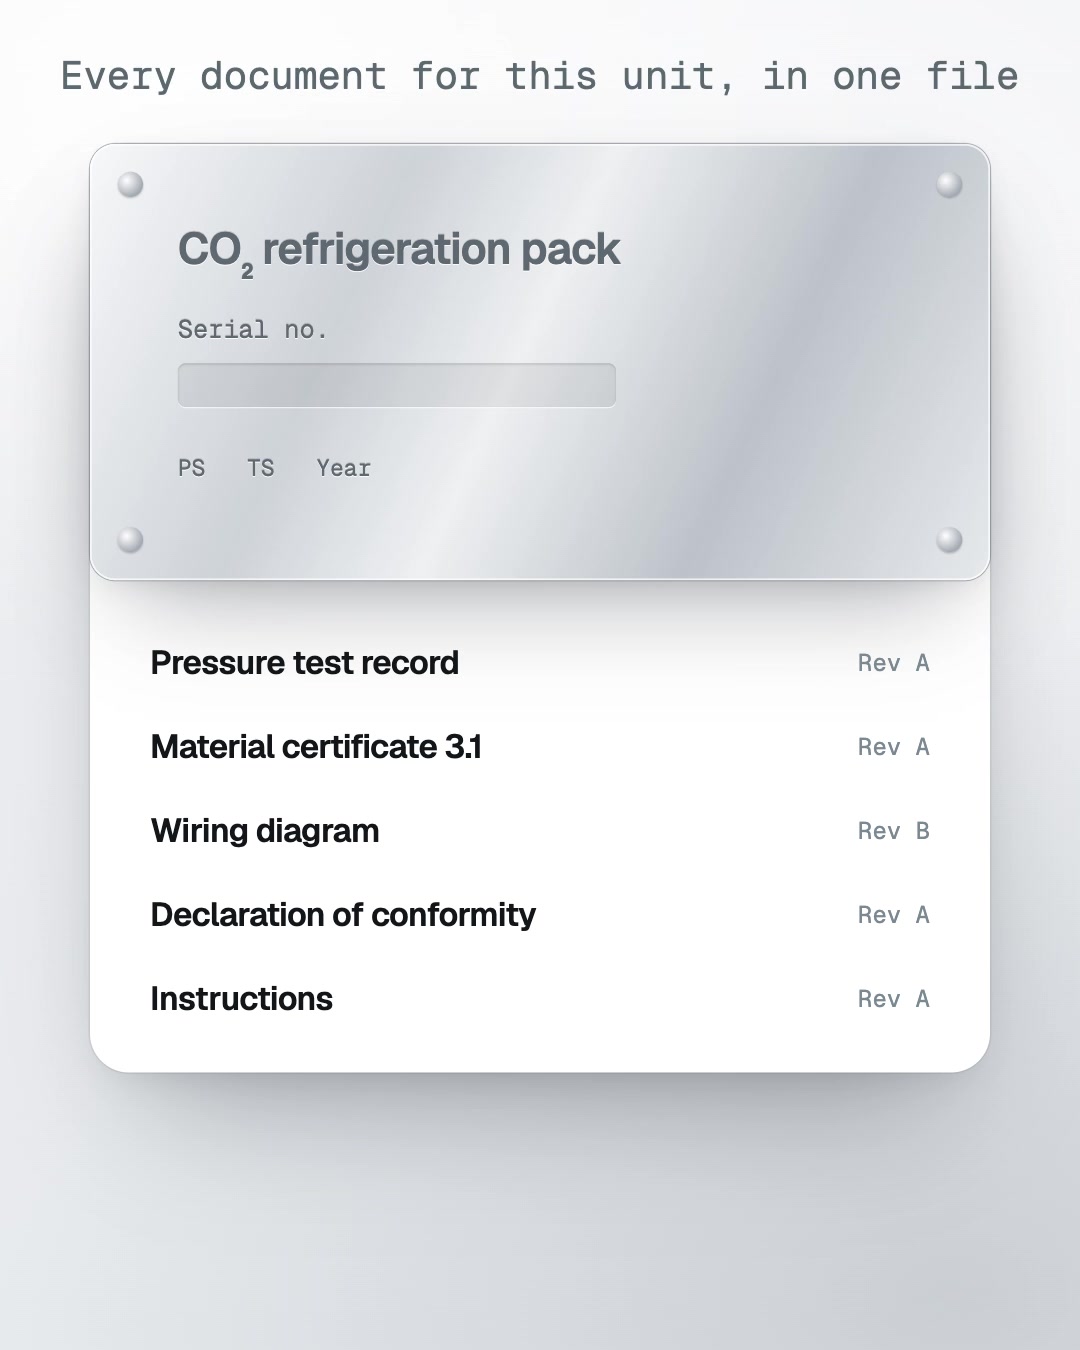 Every document for this unit, in one file
CO₂ refrigeration pack
Serial no.
PS TS Year
Pressure test record Rev A
Material certificate 3.1 Rev A
Wiring diagram Rev B
Declaration of conformity Rev A
Instructions Rev A